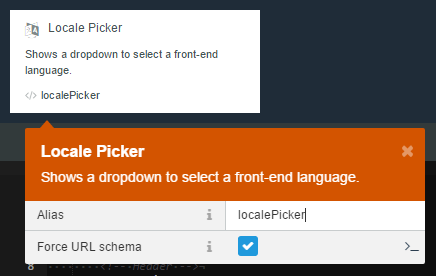 Locale Picker
Shows a dropdown to select a front-end
language.
</> localePicker
Locale Picker
Shows a dropdown to select a front-end language.
Alias localePicker
Force URL schema
8 <!-- Header -->